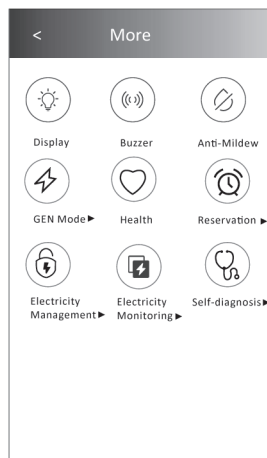 < More
Display Buzzer Anti-Mildew
GEN Mode▶ Health Reservation ▶
Electricity Electricity Self-diagnosis▶
Management▶ Monitoring▶